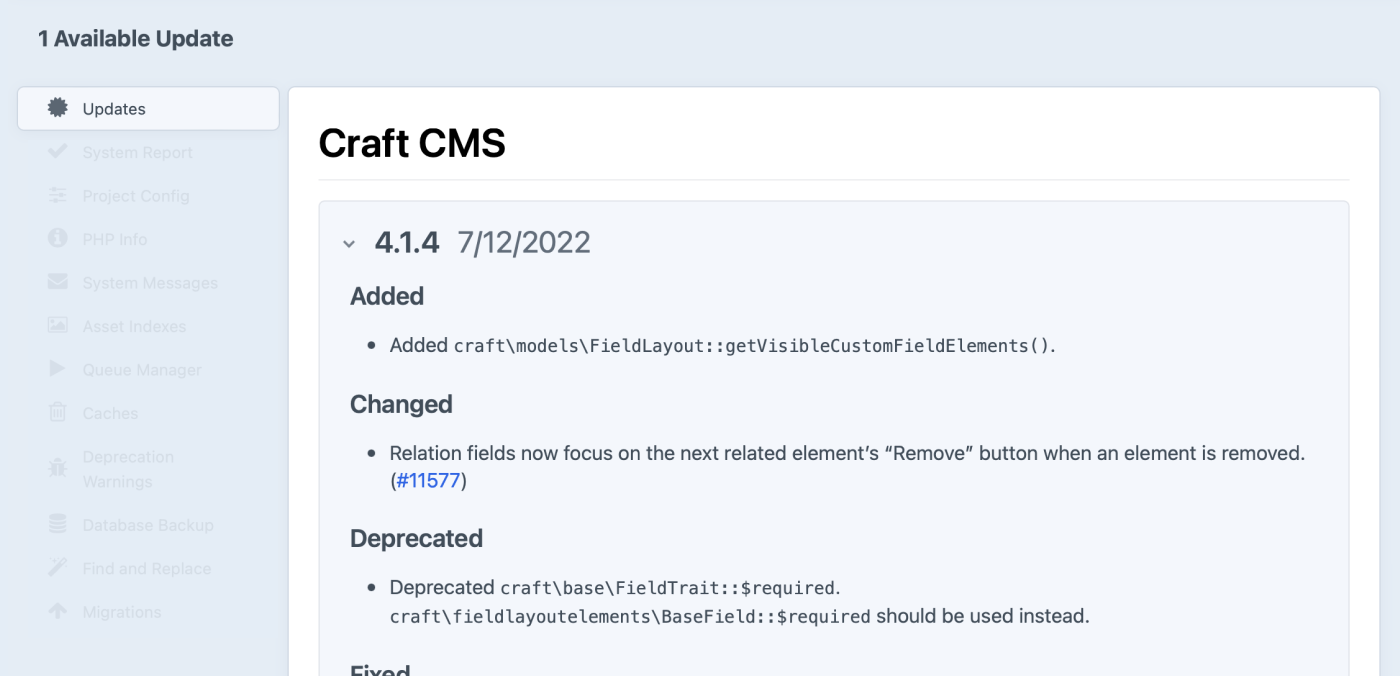 1 Available Update
Updates
System Report
Project Config
PHP Info
System Messages
Asset Indexes
Queue Manager
Caches
Deprecation
Warnings
Database Backup
Find and Replace
Migrations
Craft CMS
4.1.4 7/12/2022
Added
• Added craft\models\FieldLayout::getVisibleCustomFieldElements().
Changed
• Relation fields now focus on the next related element’s “Remove” button when an element is removed.
(#11577)
Deprecated
• Deprecated craft\base\FieldTrait::$required.
craft\fieldlayoutelements\BaseField::$required should be used instead.
Fixed